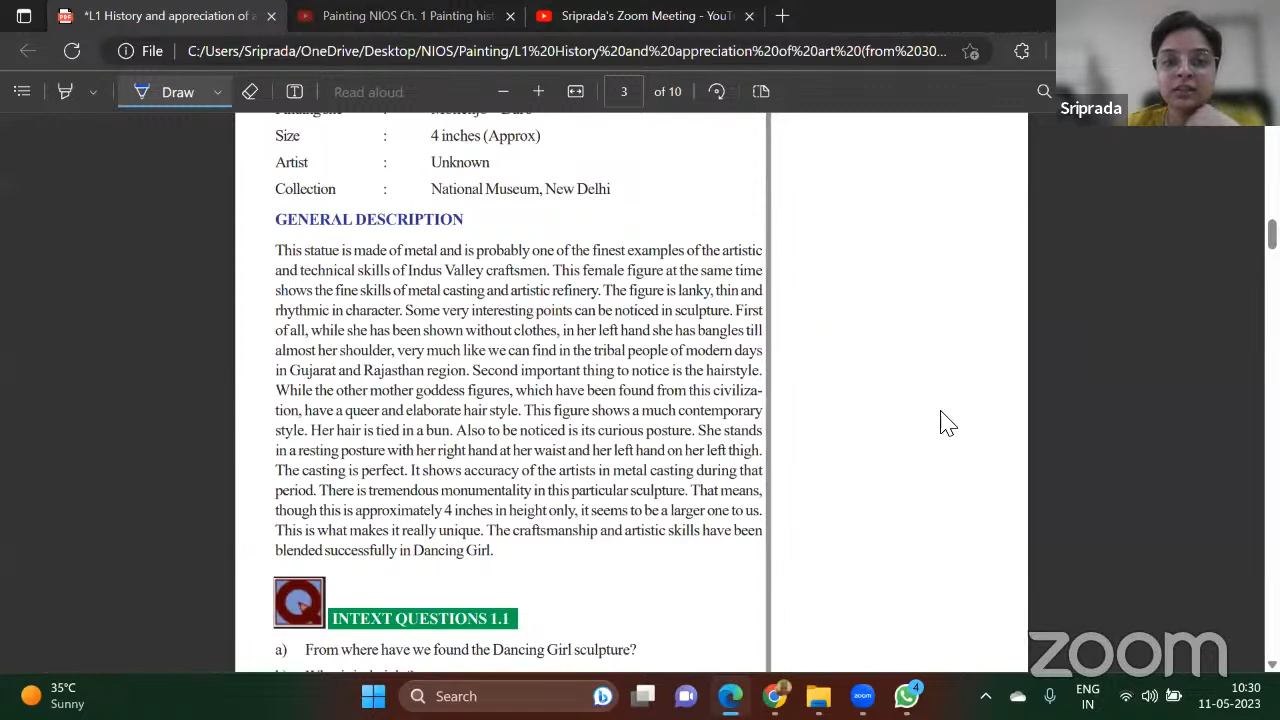 *L1 History and appreciation of a
Painting NIOS Ch. 1 Painting hist
Sriprada's Zoom Meeting - YouT
File
C:/Users/Sriprada/OneDrive/Desktop/NIOS/Painting/L1%20History%20and%20appreciation%20of%20art%20(from%2030...
Draw
Read aloud
3
of 10
Sriprada
Size : 4 inches (Approx)
Artist : Unknown
Collection : National Museum, New Delhi
GENERAL DESCRIPTION
This statue is made of metal and is probably one of the finest examples of the artistic
and technical skills of Indus Valley craftsmen. This female figure at the same time
shows the fine skills of metal casting and artistic refinery. The figure is lanky, thin and
rhythmic in character. Some very interesting points can be noticed in sculpture. First
of all, while she has been shown without clothes, in her left hand she has bangles till
almost her shoulder, very much like we can find in the tribal people of modern days
in Gujarat and Rajasthan region. Second important thing to notice is the hairstyle.
While the other mother goddess figures, which have been found from this civiliza-
tion, have a queer and elaborate hair style. This figure shows a much contemporary
style. Her hair is tied in a bun. Also to be noticed is its curious posture. She stands
in a resting posture with her right hand at her waist and her left hand on her left thigh.
The casting is perfect. It shows accuracy of the artists in metal casting during that
period. There is tremendous monumentality in this particular sculpture. That means,
though this is approximately 4 inches in height only, it seems to be a larger one to us.
This is what makes it really unique. The craftsmanship and artistic skills have been
blended successfully in Dancing Girl.
INTEXT QUESTIONS 1.1
a) From where have we found the Dancing Girl sculpture?
zoom
35°C
Sunny
Search
zoom
4
ENG
IN
10:30
11-05-2023